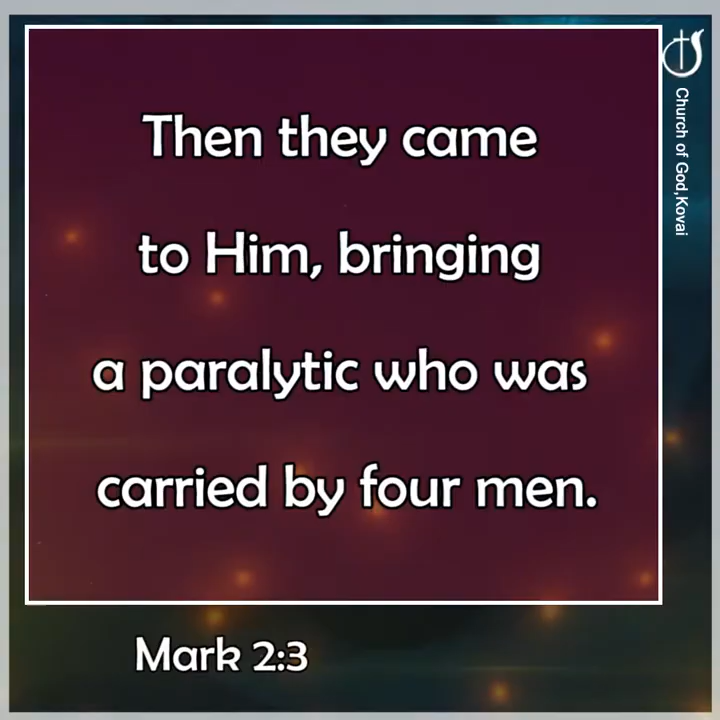 Then they came
to Him, bringing
a paralytic who was
carried by four men.
Mark 2:3
Church of God,Kovai